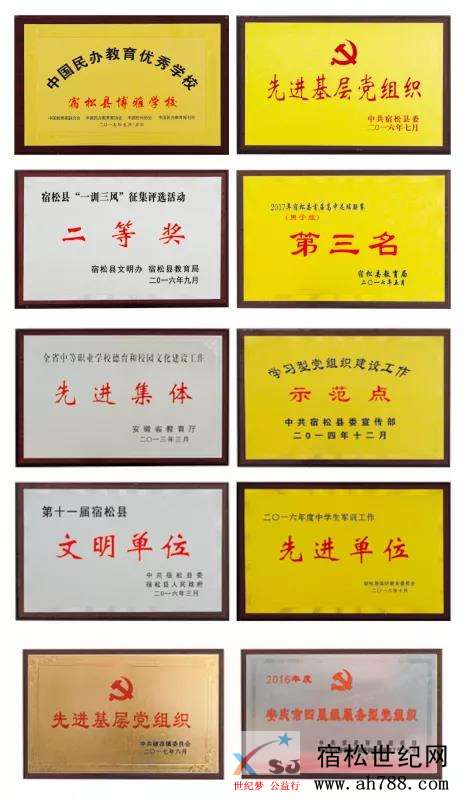 中国民办教育优秀学校
宿松县博雅学校
先进基层党组织
中共宿松县委
二〇一六年七月
宿松县“一训三风”征集评选活动
二等奖
宿松县文明办 宿松县教育局
二〇一六年九月
2017年宿松县首届高中足球联赛
(男子组)
第三名
宿松县教育局
二〇一七年五月
全省中等职业学校德育和校园文化建设工作
先进集体
安徽省教育厅
二〇一三年三月
学习型党组织建设工作
示范点
中共宿松县委宣传部
二〇一四年十二月
第十一届宿松县
文明单位
中共宿松县委
宿松县人民政府
二〇一六年三月
二〇一六年度中学生军训工作
先进单位
先进基层党组织
二〇一七年六月
2016年度
安庆市四星级服务型党组织
XSJ
世纪梦 公益行
宿松世纪网
www.ah788.com